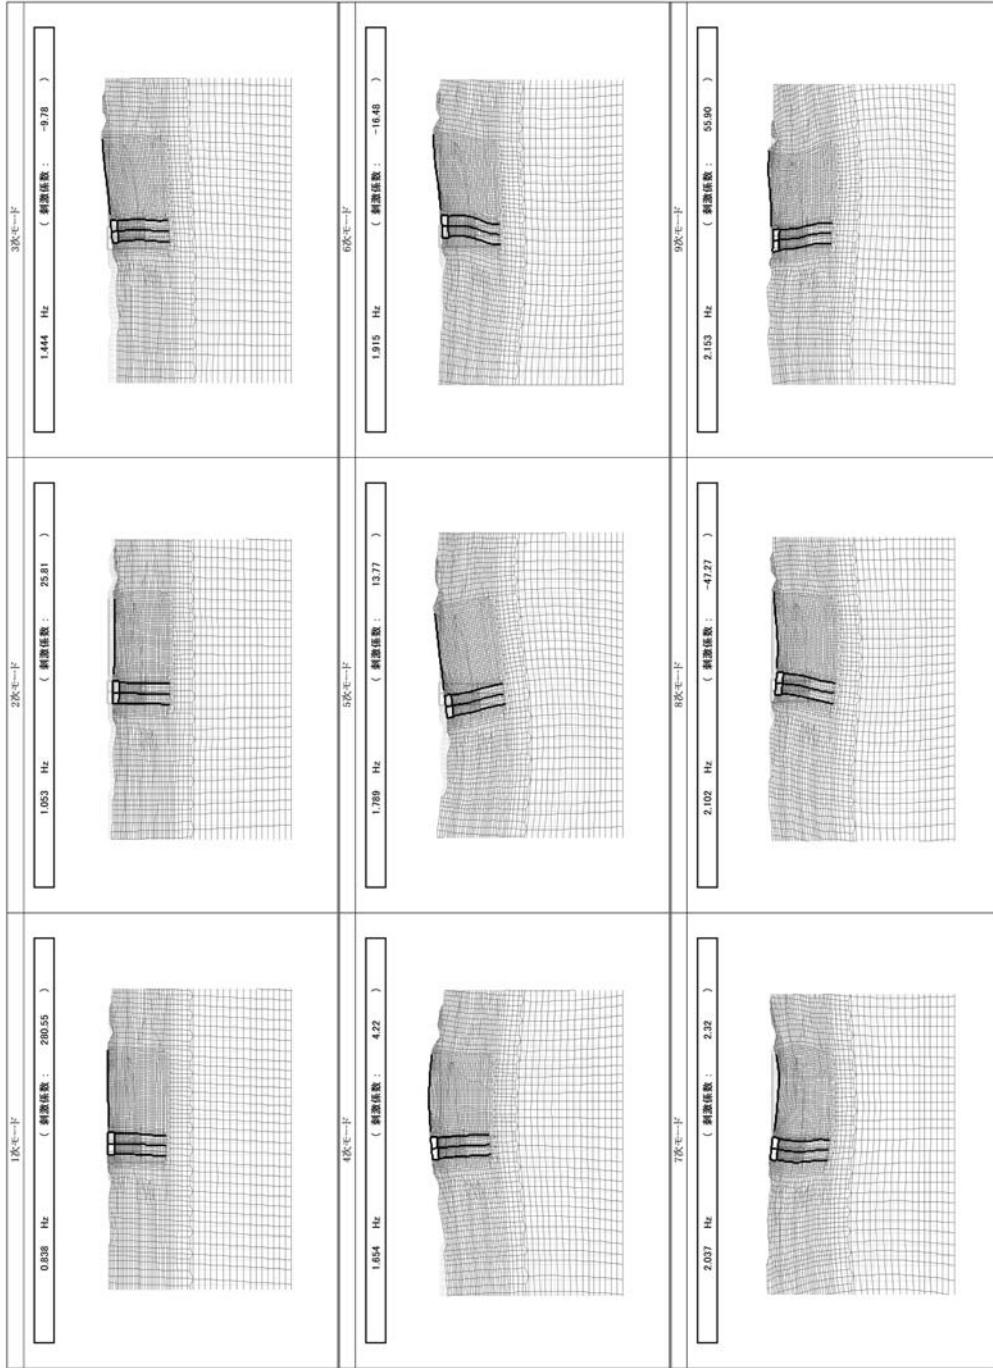 1次モード
0.838 Hz ( 刺激係数 : 280.55 )
2次モード
1.053 Hz ( 刺激係数 : 25.81 )
3次モード
1.444 Hz ( 刺激係数 : -9.78 )
4次モード
1.654 Hz ( 刺激係数 : 4.22 )
5次モード
1.789 Hz ( 刺激係数 : 13.77 )
6次モード
1.915 Hz ( 刺激係数 : -16.48 )
7次モード
2.037 Hz ( 刺激係数 : 2.32 )
8次モード
2.102 Hz ( 刺激係数 : -47.27 )
9次モード
2.153 Hz ( 刺激係数 : 55.90 )